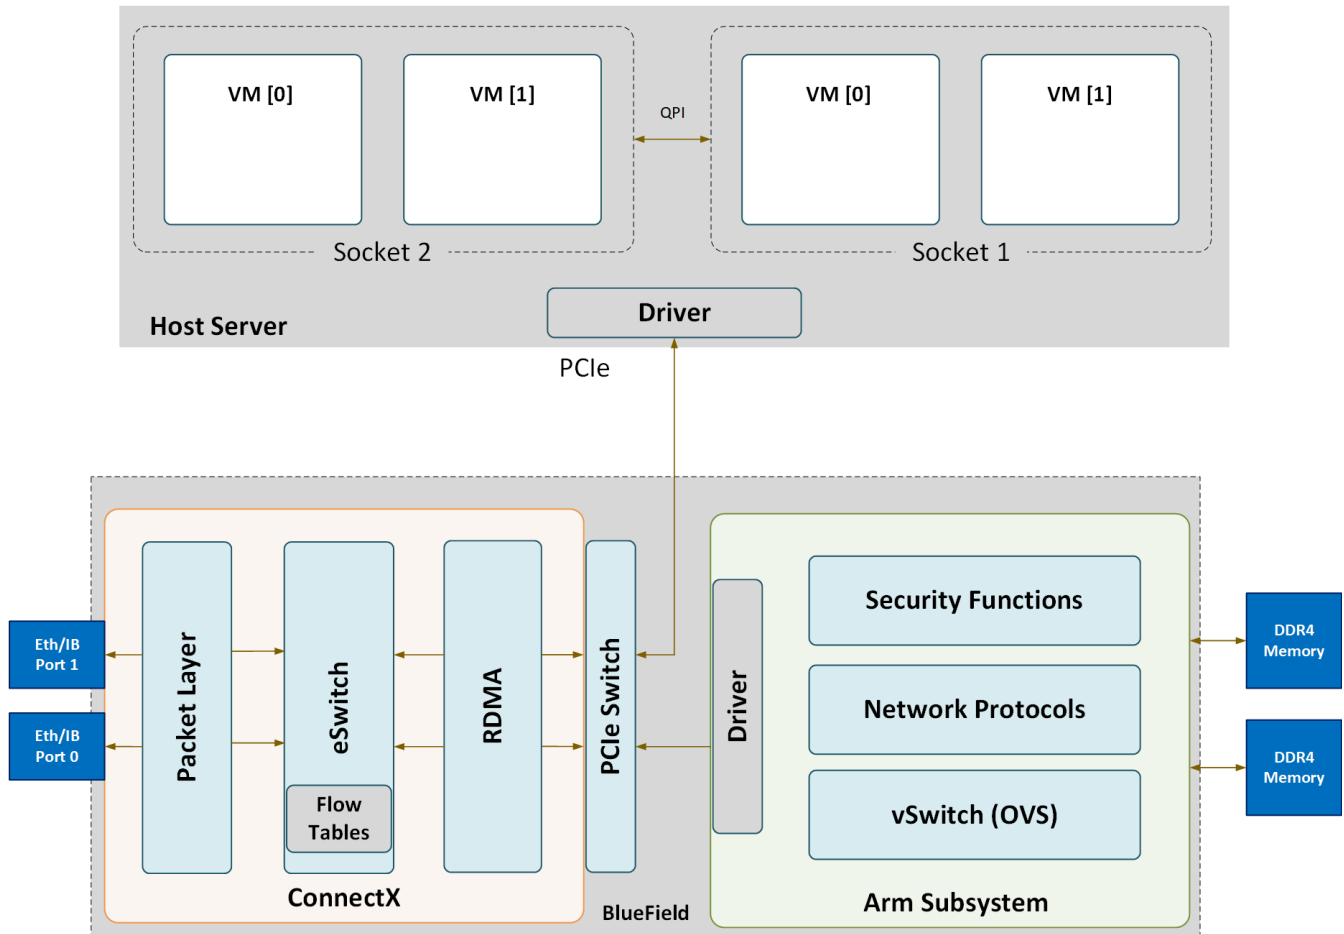 VM [0]
VM [1]
QPI
VM [0]
VM [1]
Socket 2
Socket 1
Driver
Host Server
PCIe
Eth/IB
Port 1
Eth/IB
Port 0
Packet Layer
eSwitch
Flow
Tables
RDMA
ConnectX
PCIe Switch
BlueField
Driver
Security Functions
Network Protocols
vSwitch (OVS)
Arm Subsystem
DDR4
Memory
DDR4
Memory